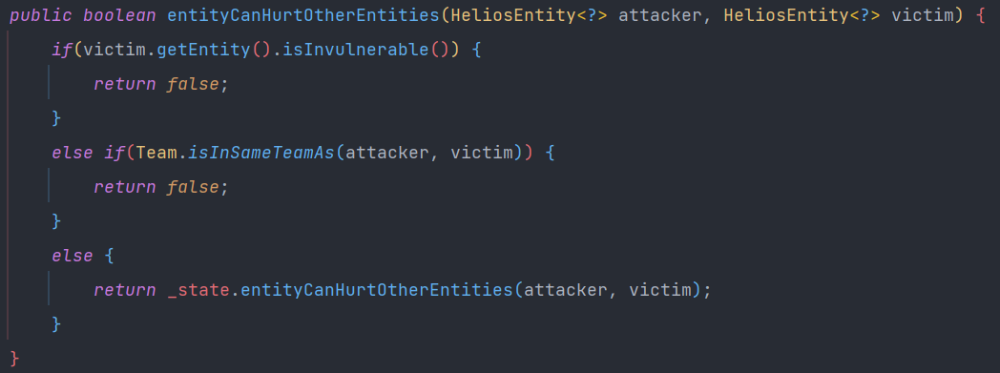 public boolean entityCanHurtOtherEntities(HeliosEntity<?> attacker, HeliosEntity<?> victim) {
    if(victim.getEntity().isInvulnerable()) {
        return false;
    }
    else if(Team.isInSameTeamAs(attacker, victim)) {
        return false;
    }
    else {
        return _state.entityCanHurtOtherEntities(attacker, victim);
    }
}